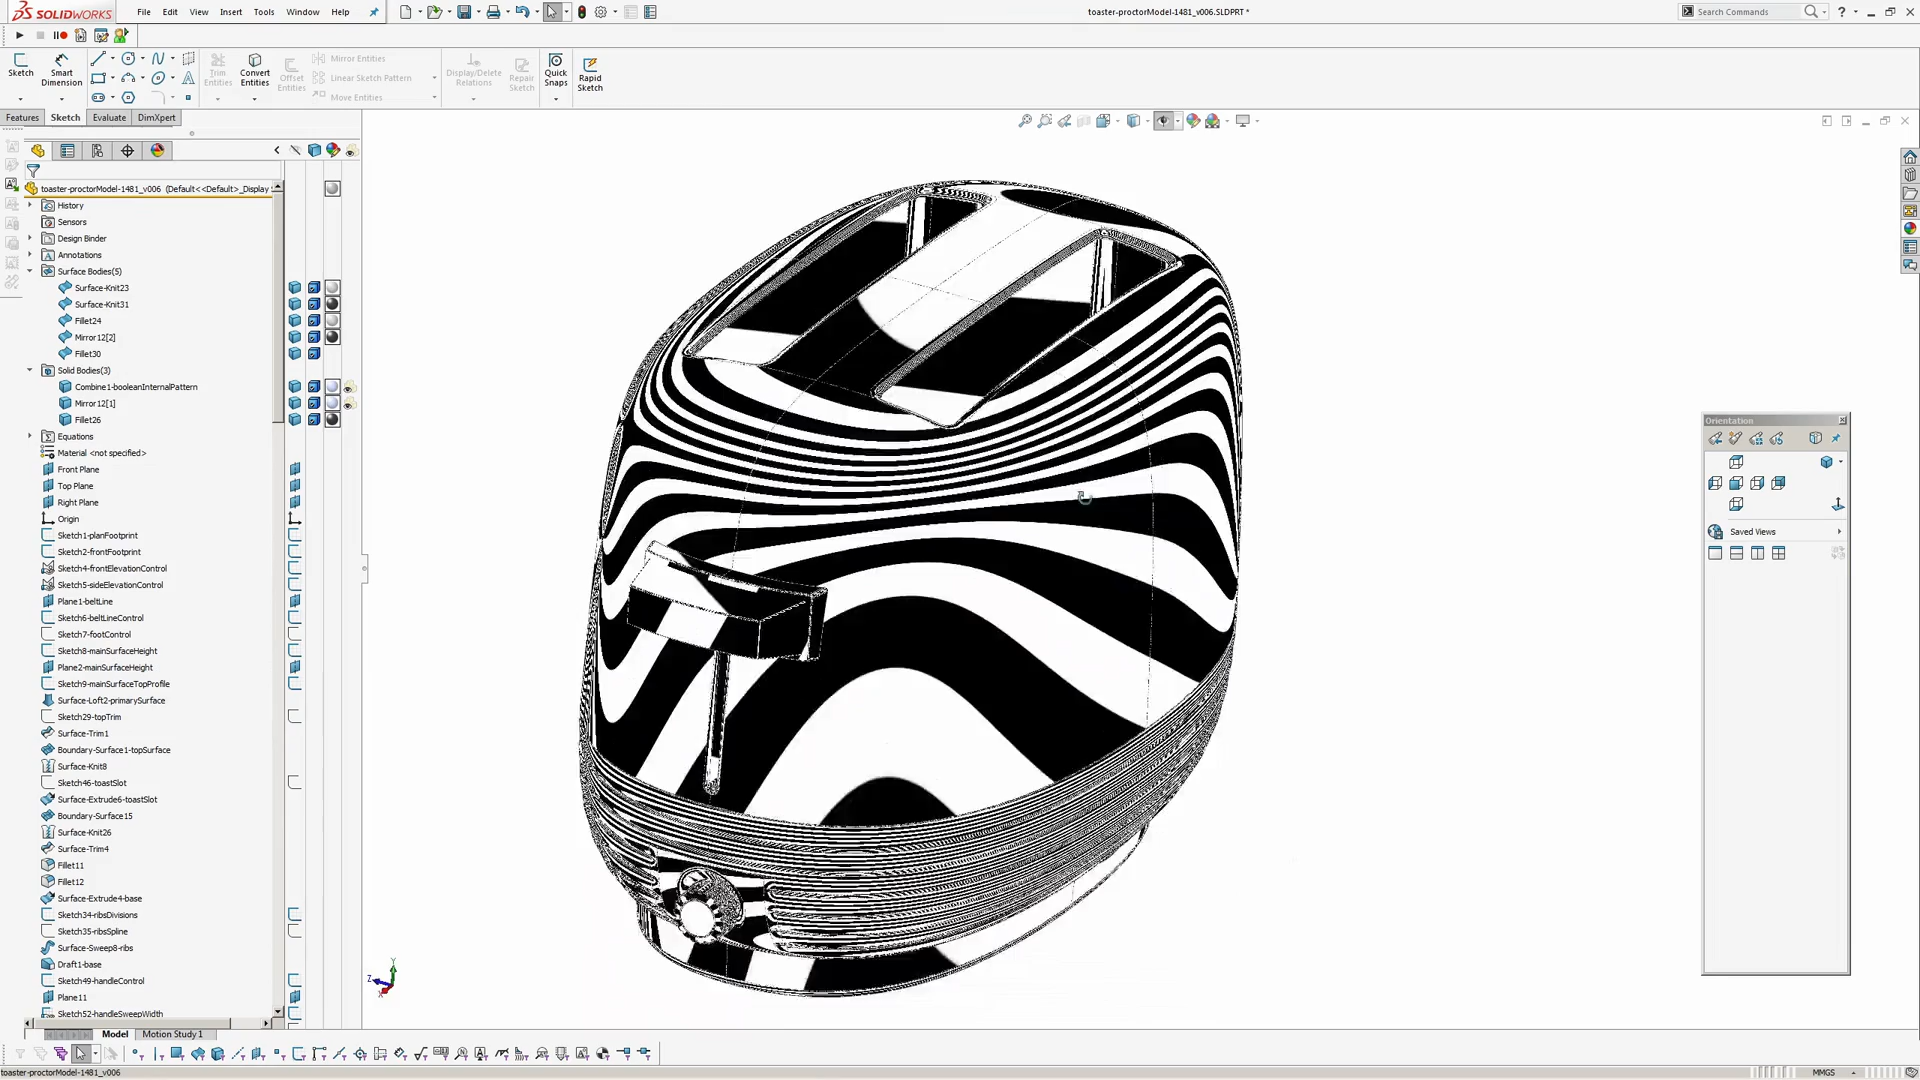 SOLIDWORKS
File Edit View Insert Tools Window Help
toaster-proctorModel-1481_v006.SLDPRT *
Search Commands
Sketch
Smart Dimension
Trim Entities
Convert Entities
Offset Entities
Mirror Entities
Linear Sketch Pattern
Move Entities
Display/Delete Relations
Repair Sketch
Quick Snaps
Rapid Sketch
Features Sketch Evaluate DimXpert
toaster-proctorModel-1481_v006 (Default<<Default>_Display
History
Sensors
Design Binder
Annotations
Surface Bodies(5)
Surface-Knit23
Surface-Knit31
Fillet24
Mirror12[2]
Fillet30
Solid Bodies(3)
Combine1-booleanInternalPattern
Mirror12[1]
Fillet26
Equations
Material <not specified>
Front Plane
Top Plane
Right Plane
Origin
Sketch1-planFootprint
Sketch2-frontFootprint
Sketch4-frontElevationControl
Sketch5-sideElevationControl
Plane1-beltLine
Sketch6-beltLineControl
Sketch7-footControl
Sketch8-mainSurfaceHeight
Plane2-mainSurfaceHeight
Sketch9-mainSurfaceTopProfile
Surface-Loft2-primarySurface
Sketch29-topTrim
Surface-Trim1
Boundary-Surface1-topSurface
Surface-Knit8
Sketch46-toastSlot
Surface-Extrude6-toastSlot
Boundary-Surface15
Surface-Knit26
Surface-Trim4
Fillet11
Fillet12
Surface-Extrude4-base
Sketch34-ribsDivisions
Sketch35-ribsSpline
Surface-Sweep8-ribs
Draft1-base
Sketch49-handleControl
Plane11
Sketch52-handleSweepWidth
Orientation
Saved Views
Y
Z
X
Model Motion Study 1
toaster-proctorModel-1481_v006
MMGS